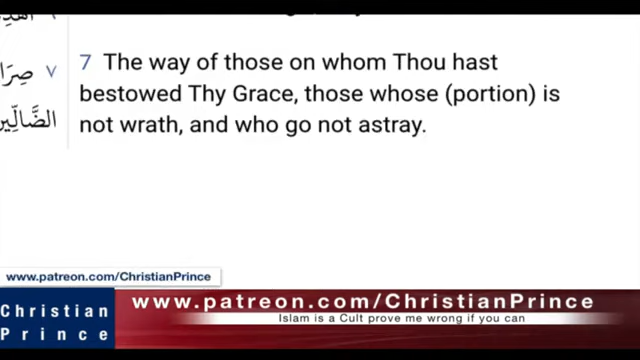 7 The way of those on whom Thou hast
bestowed Thy Grace, those whose (portion) is
not wrath, and who go not astray.
٧ صِرَا
الضَّالِّين
www.patreon.com/ChristianPrince
www.patreon.com/ChristianPrince
Christian
Prince
Islam is a Cult prove me wrong if you can